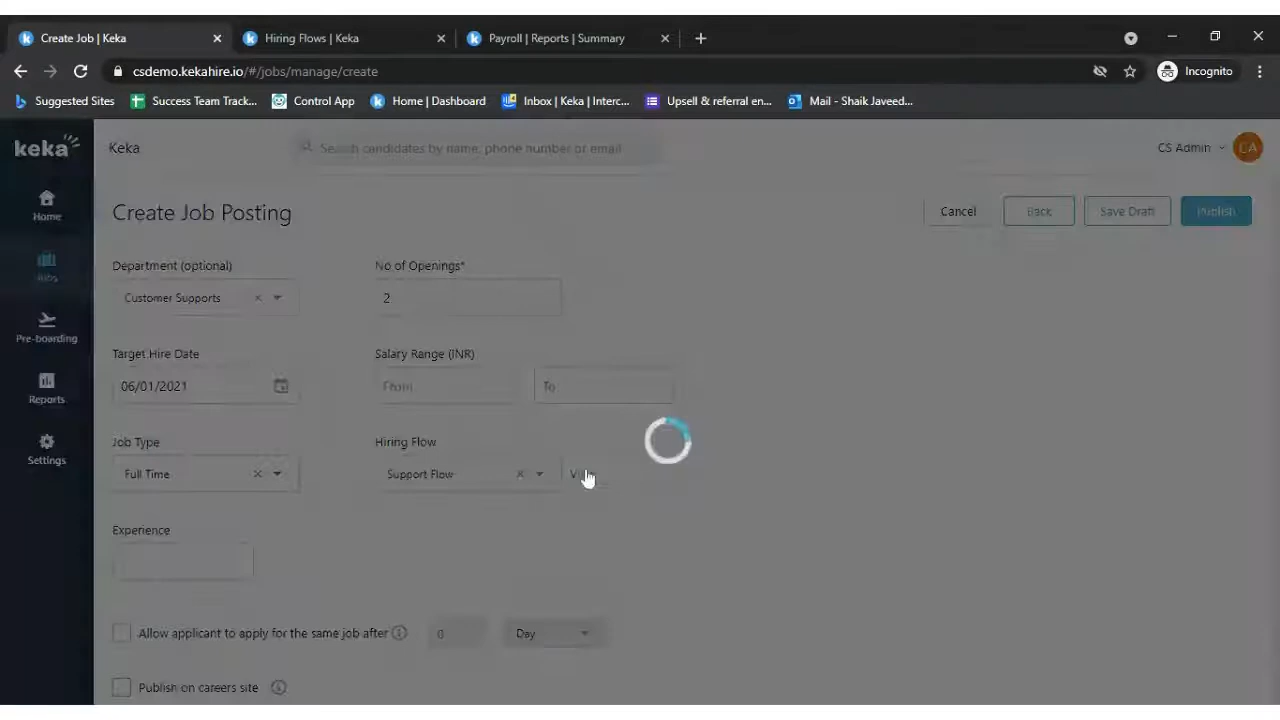 Create Job | Keka
Hiring Flows | Keka
Payroll | Reports | Summary
csdemo.kekahire.io/#/jobs/manage/create
Incognito
Suggested Sites
Success Team Track...
Control App
Home | Dashboard
Inbox | Keka | Interc...
Upsell & referral en...
Mail - Shaik Javeed...
keka
Keka
Search candidates by name, phone number or email
CS Admin
CA
Home
Jobs
Pre-boarding
Reports
Settings
Create Job Posting
Cancel
Back
Save Draft
Publish
Department (optional)
No of Openings*
Customer Supports
2
Target Hire Date
Salary Range (INR)
06/01/2021
From
To
Job Type
Hiring Flow
Full Time
Support Flow
Experience
Allow applicant to apply for the same job after
0
Day
Publish on careers site